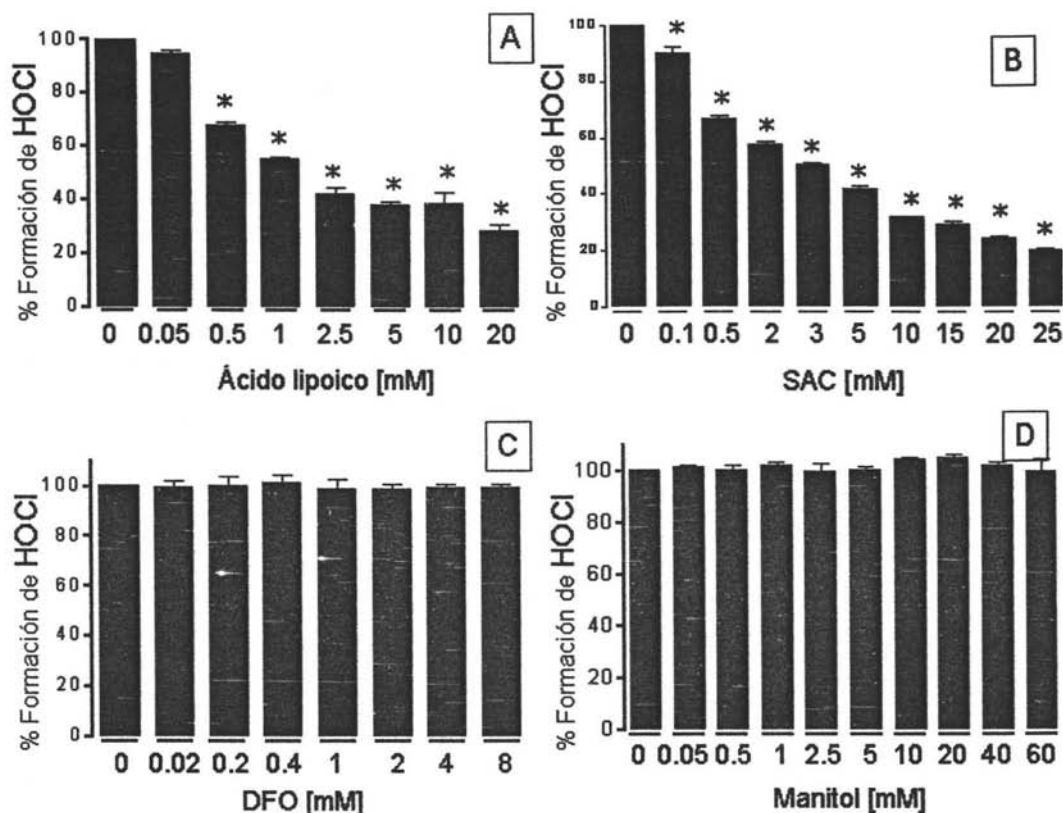 A
% Formación de HOCl
100
80
60
40
20
0
* * * * * *
0 0.05 0.5 1 2.5 5 10 20
Ácido lipoico [mM]
B
% Formación de HOCl
100
80
60
40
20
0
* * * * * * * * *
0 0.1 0.5 2 3 5 10 15 20 25
SAC [mM]
C
% Formación de HOCl
100
80
60
40
20
0
0 0.02 0.2 0.4 1 2 4 8
DFO [mM]
D
% Formación de HOCl
100
80
60
40
20
0
0 0.05 0.5 1 2.5 5 10 20 40 60
Manitol [mM]